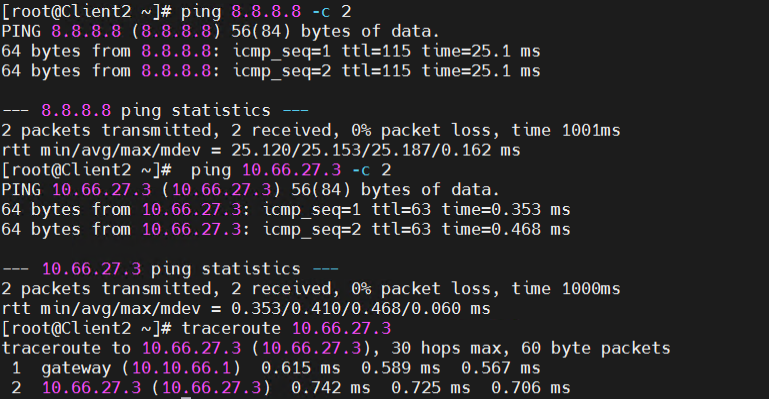 [root@Client2 ~]# ping 8.8.8.8 -c 2
PING 8.8.8.8 (8.8.8.8) 56(84) bytes of data.
64 bytes from 8.8.8.8: icmp_seq=1 ttl=115 time=25.1 ms
64 bytes from 8.8.8.8: icmp_seq=2 ttl=115 time=25.1 ms

--- 8.8.8.8 ping statistics ---
2 packets transmitted, 2 received, 0% packet loss, time 1001ms
rtt min/avg/max/mdev = 25.120/25.153/25.187/0.162 ms
[root@Client2 ~]#  ping 10.66.27.3 -c 2
PING 10.66.27.3 (10.66.27.3) 56(84) bytes of data.
64 bytes from 10.66.27.3: icmp_seq=1 ttl=63 time=0.353 ms
64 bytes from 10.66.27.3: icmp_seq=2 ttl=63 time=0.468 ms

--- 10.66.27.3 ping statistics ---
2 packets transmitted, 2 received, 0% packet loss, time 1000ms
rtt min/avg/max/mdev = 0.353/0.410/0.468/0.060 ms
[root@Client2 ~]# traceroute 10.66.27.3
traceroute to 10.66.27.3 (10.66.27.3), 30 hops max, 60 byte packets
 1  gateway (10.10.66.1)  0.615 ms  0.589 ms  0.567 ms
 2  10.66.27.3 (10.66.27.3)  0.742 ms  0.725 ms  0.706 ms